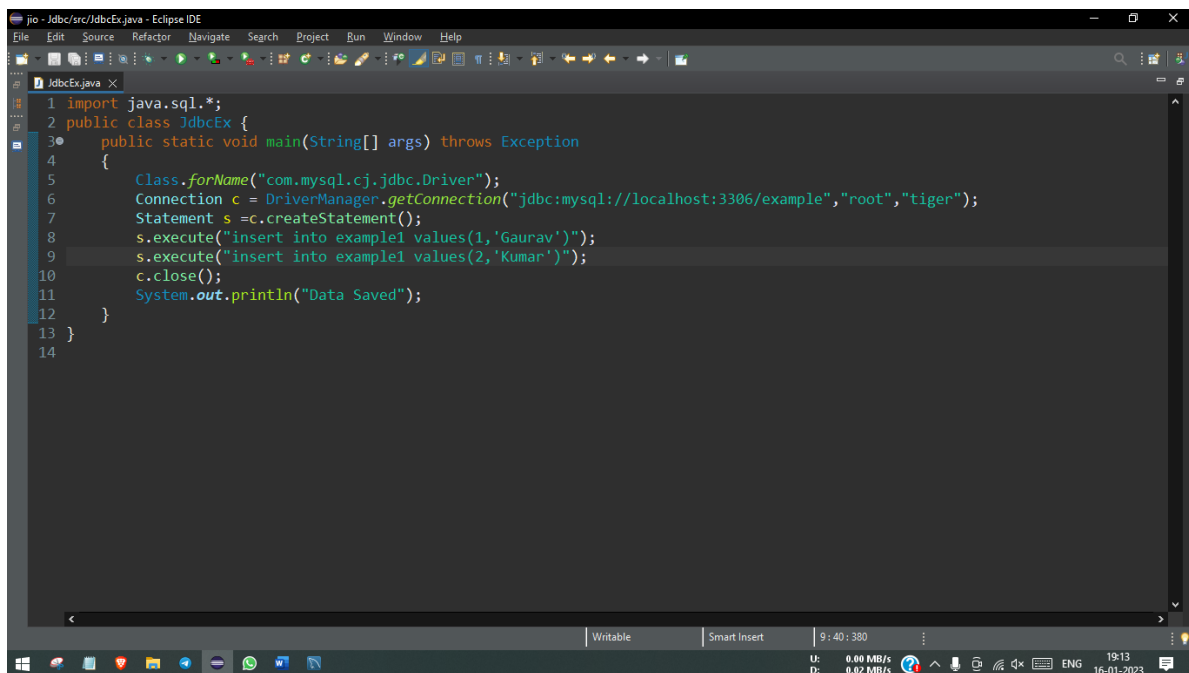 jio - Jdbc/src/JdbcEx.java - Eclipse IDE
File Edit Source Refactor Navigate Search Project Run Window Help
JdbcEx.java
1 import java.sql.*;
2 public class JdbcEx {
3 public static void main(String[] args) throws Exception
4 {
5 Class.forName("com.mysql.cj.jdbc.Driver");
6 Connection c = DriverManager.getConnection("jdbc:mysql://localhost:3306/example","root","tiger");
7 Statement s =c.createStatement();
8 s.execute("insert into example1 values(1,'Gaurav')");
9 s.execute("insert into example1 values(2,'Kumar')");
10 c.close();
11 System.out.println("Data Saved");
12 }
13 }
14
Writable Smart Insert 9 : 40 : 380
U: 0.00 MB/s
D: 0.02 MB/s
ENG
19:13
16-01-2023